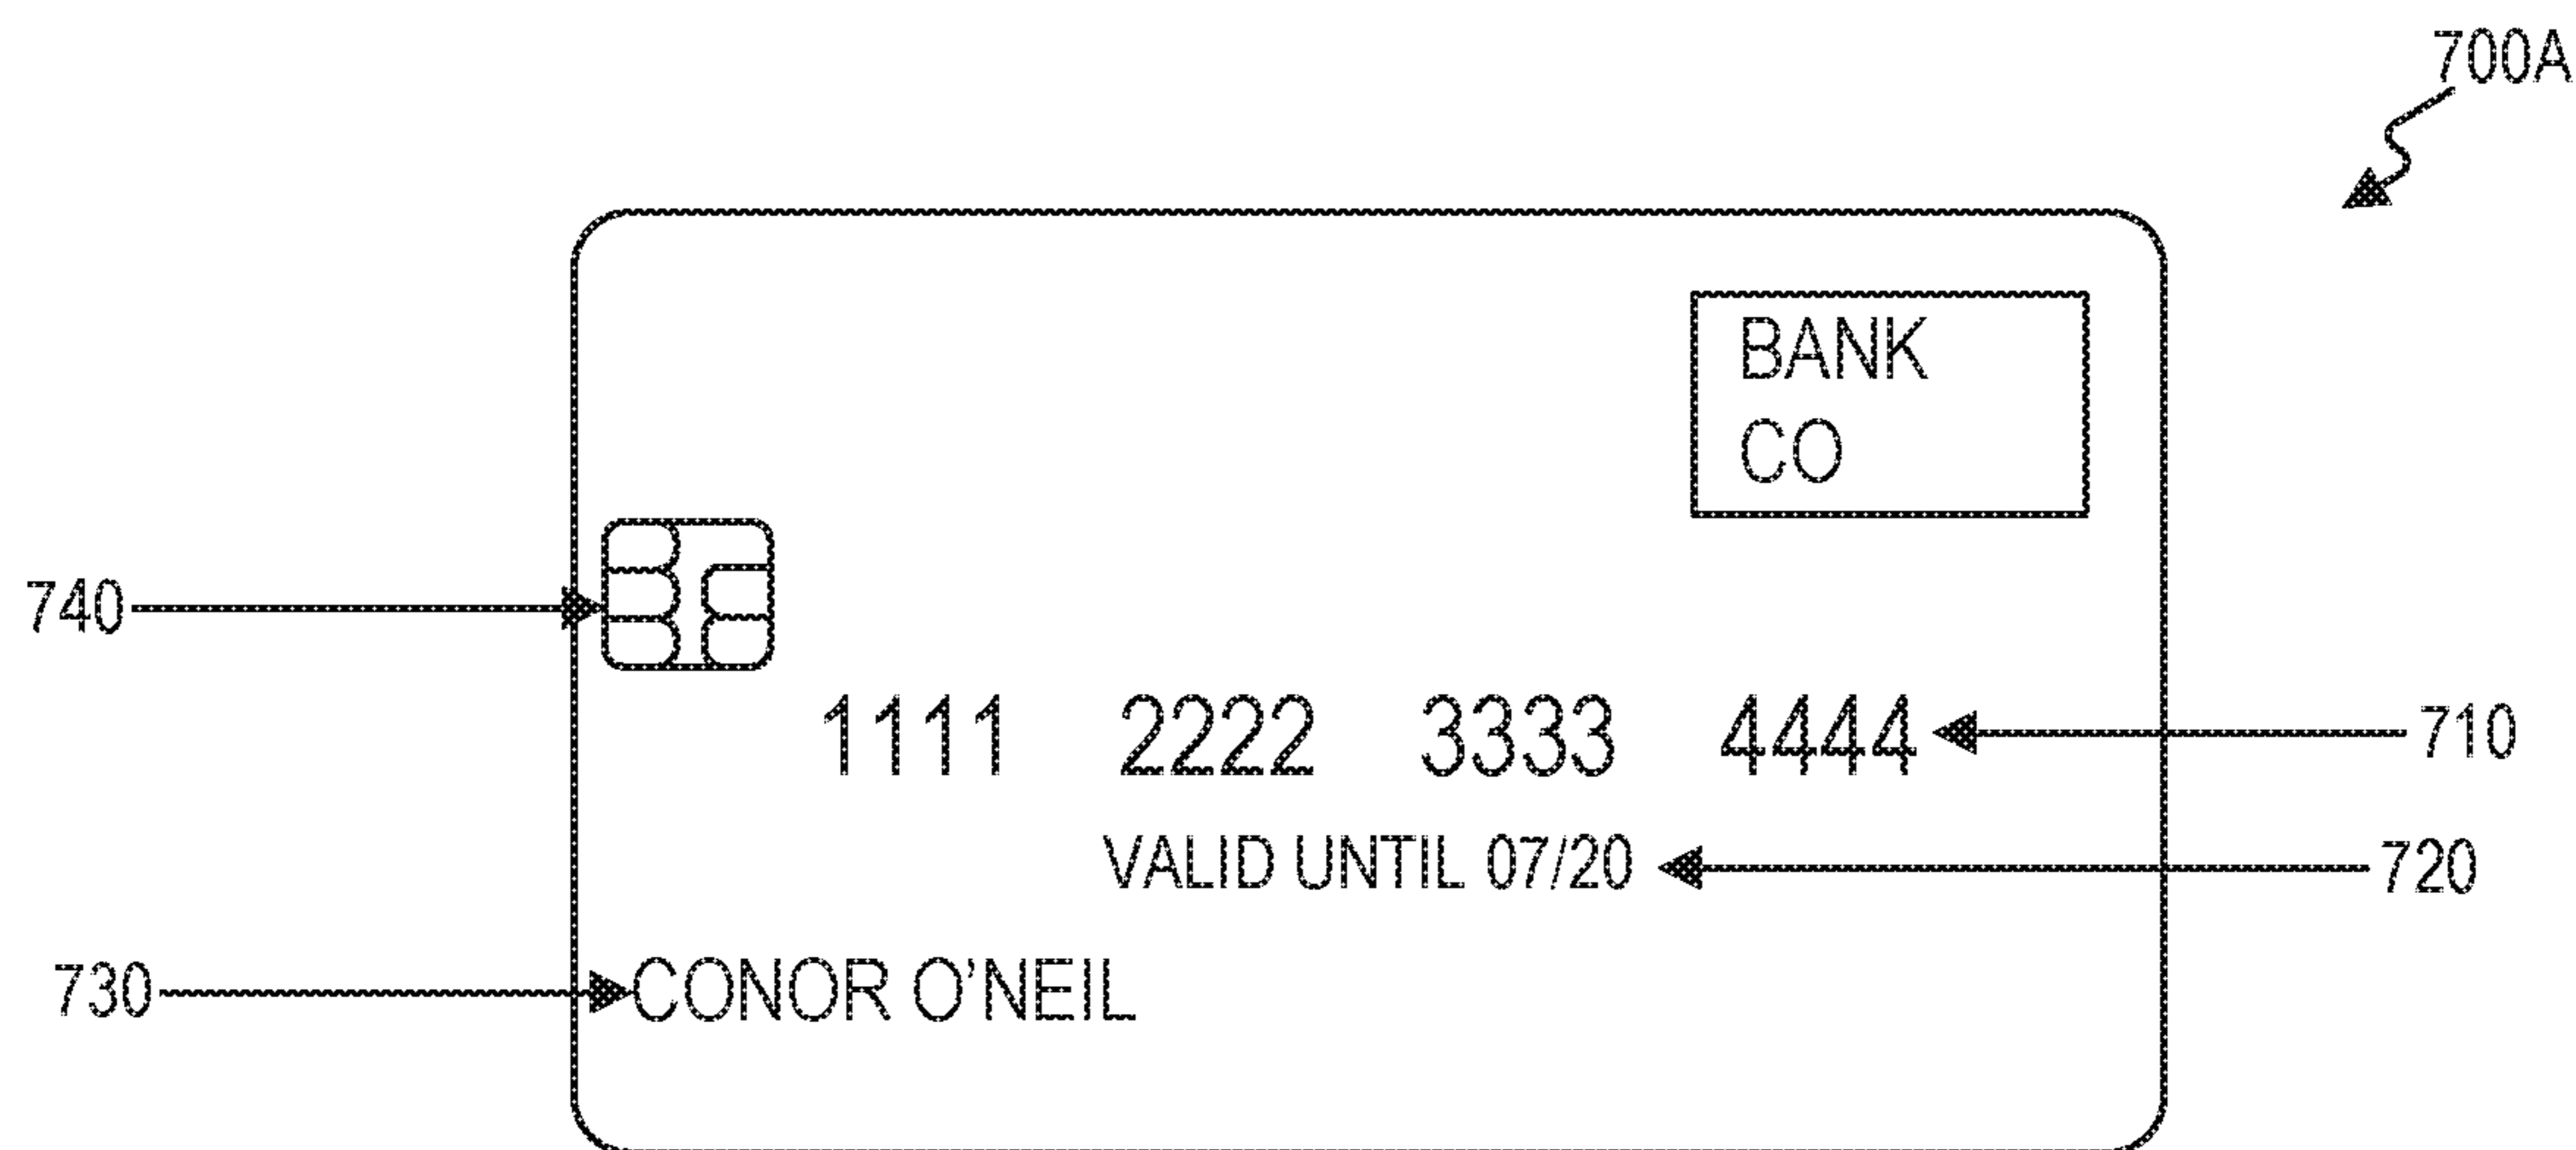 700A
BANK
CO
740
1111 2222 3333 4444
710
VALID UNTIL 07/20
720
730
CONOR O'NEIL